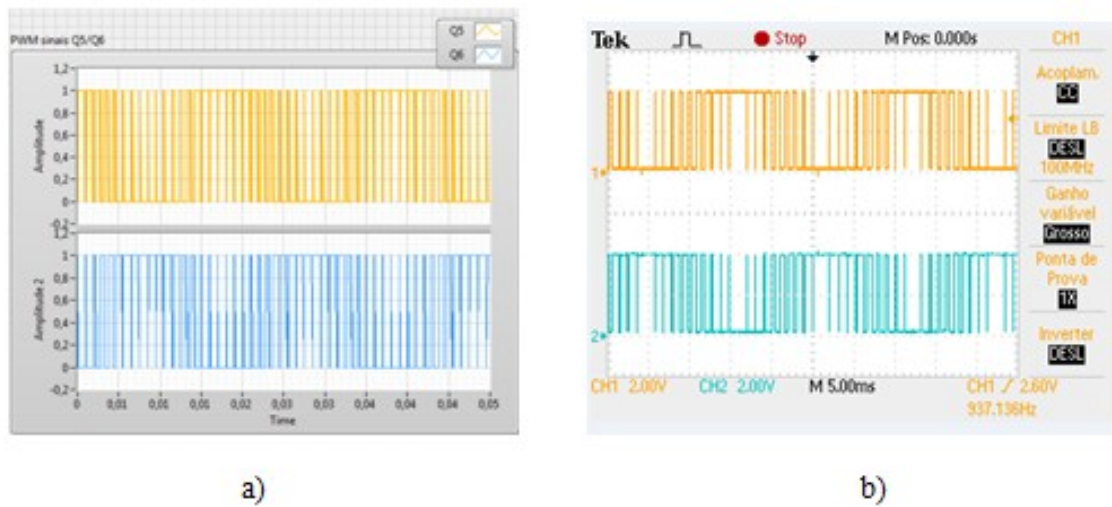 PWM sinais Q5/Q6
Q5
Q6
Amplitude
1,2
1
0,8
0,6
0,4
0,2
0
-0,2
Amplitude 2
1,2
1
0,8
0,6
0,4
0,2
0
-0,2
0 0,01 0,01 0,01 0,02 0,03 0,03 0,04 0,04 0,04 0,05
Time
a)
Tek Stop M Pos: 0.000s CH1
Acoplam.
CC
Limite LB
DESL
100MHz
Ganho
variável
Grosso
Ponta de
Prova
1X
Inverter
DESL
1
2
CH1 2.00V CH2 2.00V M 5.00ms CH1 / 2.60V
937.136Hz
b)